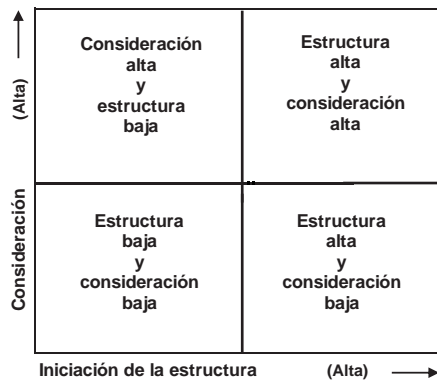 Consideración
alta
y
estructura
baja
Estructura
alta
y
consideración
alta
(Alta)
Consideración
Estructura
baja
y
consideración
baja
Estructura
alta
y
consideración
baja
Iniciación de la estructura
(Alta)